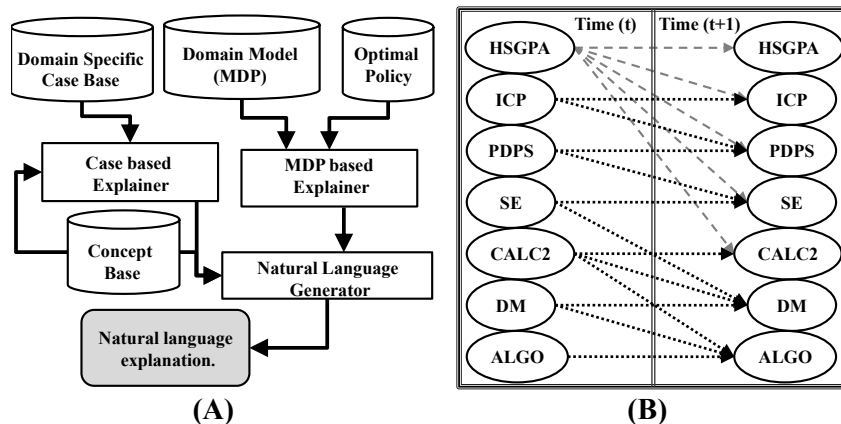 Domain Specific
Case Base
Domain Model
(MDP)
Optimal
Policy
Case based
Explainer
MDP based
Explainer
Concept
Base
Natural Language
Generator
Natural language
explanation.
(A)
Time (t)
Time (t+1)
HSGPA
HSGPA
ICP
ICP
PDPS
PDPS
SE
SE
CALC2
CALC2
DM
DM
ALGO
ALGO
(B)